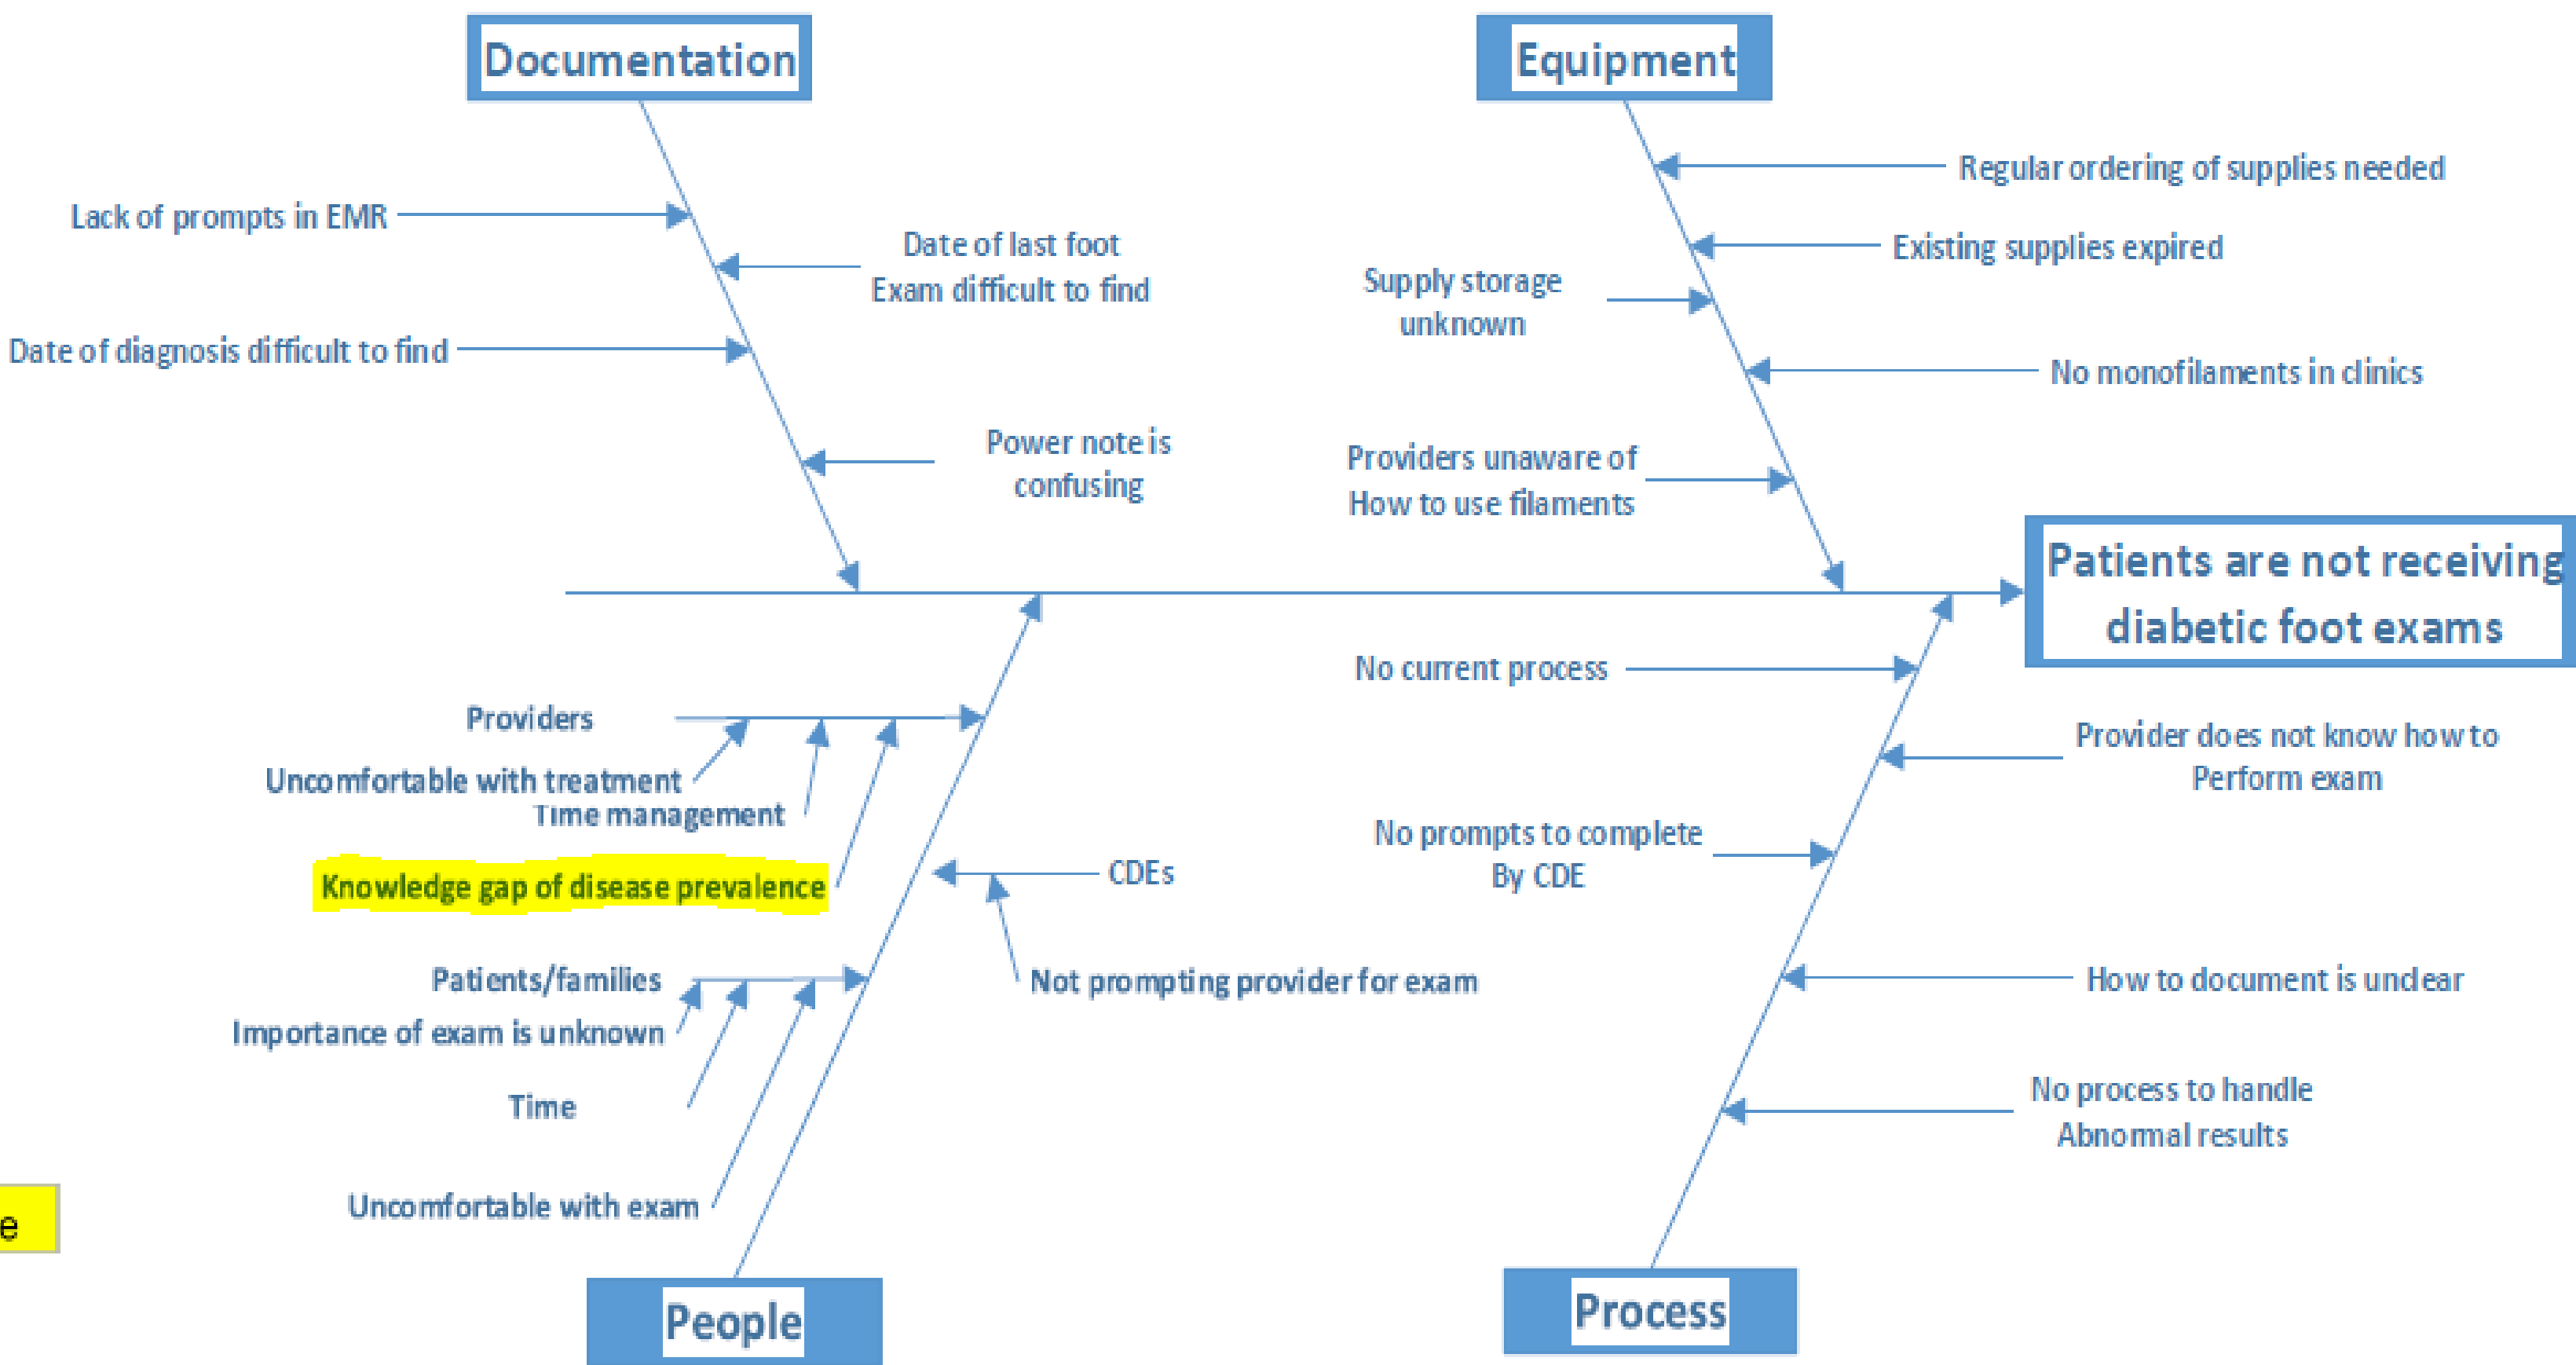 Documentation
Equipment
Lack of prompts in EMR
Date of last foot
Exam difficult to find
Date of diagnosis difficult to find
Power note is
confusing
Regular ordering of supplies needed
Existing supplies expired
Supply storage
unknown
No monofilaments in clinics
Providers unaware of
How to use filaments
Patients are not receiving
diabetic foot exams
Providers
Uncomfortable with treatment
Time management
Knowledge gap of disease prevalence
CDEs
Not prompting provider for exam
Patients/families
Importance of exam is unknown
Time
Uncomfortable with exam
No current process
Provider does not know how to
Perform exam
No prompts to complete
By CDE
How to document is unclear
No process to handle
Abnormal results
e
People
Process